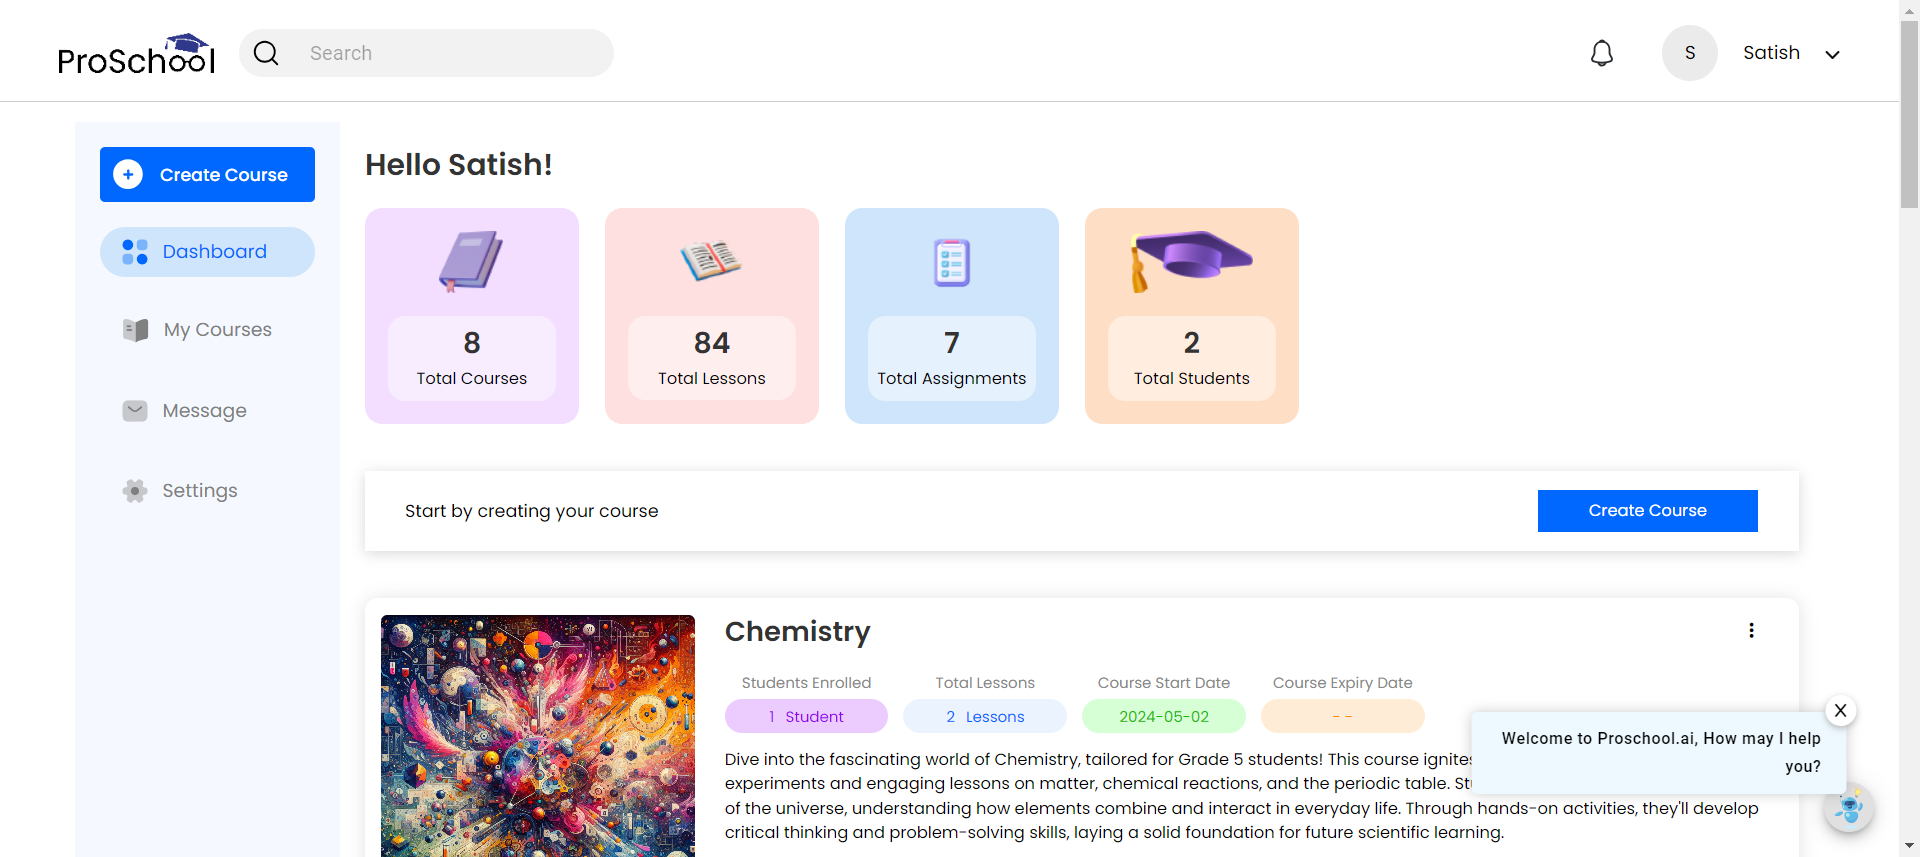 ProSchool
Search
S
Satish
Create Course
Dashboard
My Courses
Message
Settings
Hello Satish!
8
Total Courses
84
Total Lessons
7
Total Assignments
2
Total Students
Start by creating your course
Create Course
Chemistry
Students Enrolled
Total Lessons
Course Start Date
Course Expiry Date
1 Student
2 Lessons
2024-05-02
- -
Dive into the fascinating world of Chemistry, tailored for Grade 5 students! This course ignites
experiments and engaging lessons on matter, chemical reactions, and the periodic table.
of the universe, understanding how elements combine and interact in everyday life. Through hands-on activities, they'll develop
critical thinking and problem-solving skills, laying a solid foundation for future scientific learning.
X
Welcome to Proschool.ai, How may I help
you?